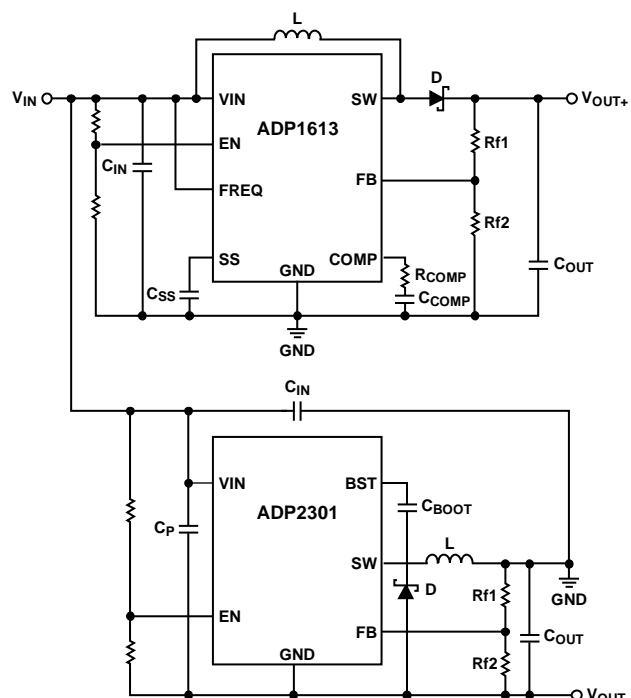 L
VIN
VIN
SW
D
VOUT+
ADP1613
EN
Rf1
CIN
FREQ
FB
Rf2
SS
COMP
COUT
GND
RCOMP
CSS
CCOMP
GND
CIN
VIN
BST
ADP2301
CBOOT
CP
SW
L
D
Rf1
GND
EN
COUT
FB
Rf2
GND
VOUT